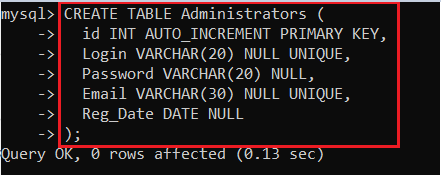 mysql> CREATE TABLE Administrators (
    ->   id INT AUTO_INCREMENT PRIMARY KEY,
    ->   Login VARCHAR(20) NULL UNIQUE,
    ->   Password VARCHAR(20) NULL,
    ->   Email VARCHAR(30) NULL UNIQUE,
    ->   Reg_Date DATE NULL
    -> );
Query OK, 0 rows affected (0.13 sec)